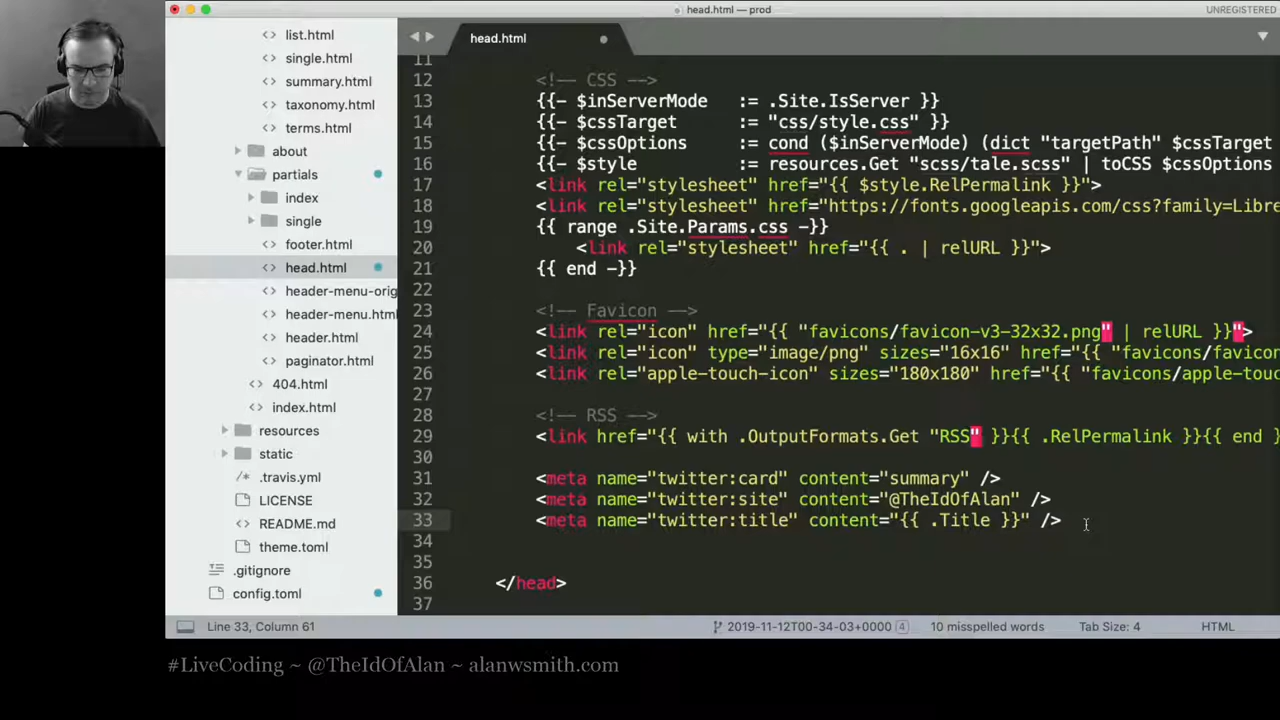 head.html — prod
UNREGISTERED
list.html
single.html
summary.html
taxonomy.html
terms.html
about
partials
index
single
footer.html
head.html
header-menu-orig
header-menu.html
header.html
paginator.html
404.html
index.html
resources
static
.travis.yml
LICENSE
README.md
theme.toml
.gitignore
config.toml
head.html
11
12 <!-- CSS -->
13 {{- $inServerMode := .Site.IsServer }}
14 {{- $cssTarget := "css/style.css" }}
15 {{- $cssOptions := cond ($inServerMode) (dict "targetPath" $cssTarget
16 {{- $style := resources.Get "scss/tale.scss" | toCSS $cssOptions
17 <link rel="stylesheet" href="{{ $style.RelPermalink }}">
18 <link rel="stylesheet" href="https://fonts.googleapis.com/css?family=Libre
19 {{ range .Site.Params.css -}}
20 <link rel="stylesheet" href="{{ . | relURL }}">
21 {{ end -}}
22
23 <!-- Favicon -->
24 <link rel="icon" href="{{ "favicons/favicon-v3-32x32.png" | relURL }}">
25 <link rel="icon" type="image/png" sizes="16x16" href="{{ "favicons/favicon
26 <link rel="apple-touch-icon" sizes="180x180" href="{{ "favicons/apple-touc
27
28 <!-- RSS -->
29 <link href="{{ with .OutputFormats.Get "RSS" }}{{ .RelPermalink }}{{ end }
30
31 <meta name="twitter:card" content="summary" />
32 <meta name="twitter:site" content="@TheIdOfAlan" />
33 <meta name="twitter:title" content="{{ .Title }}" />
34
35
36 </head>
37
Line 33, Column 61
2019-11-12T00-34-03+0000 4
10 misspelled words
Tab Size: 4
HTML
#LiveCoding ~ @TheIdOfAlan ~ alanwsmith.com